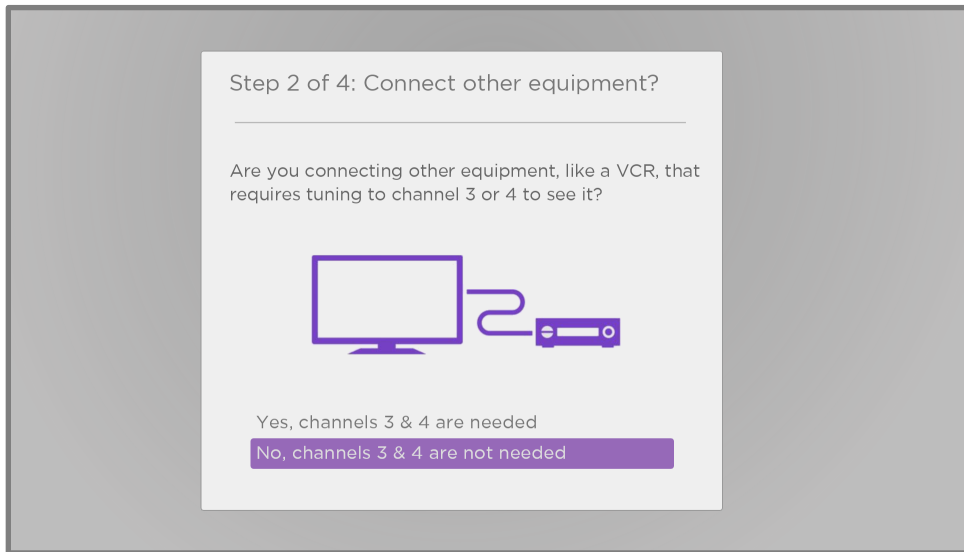 Step 2 of 4: Connect other equipment?
Are you connecting other equipment, like a VCR, that
requires tuning to channel 3 or 4 to see it?
Yes, channels 3 & 4 are needed
No, channels 3 & 4 are not needed